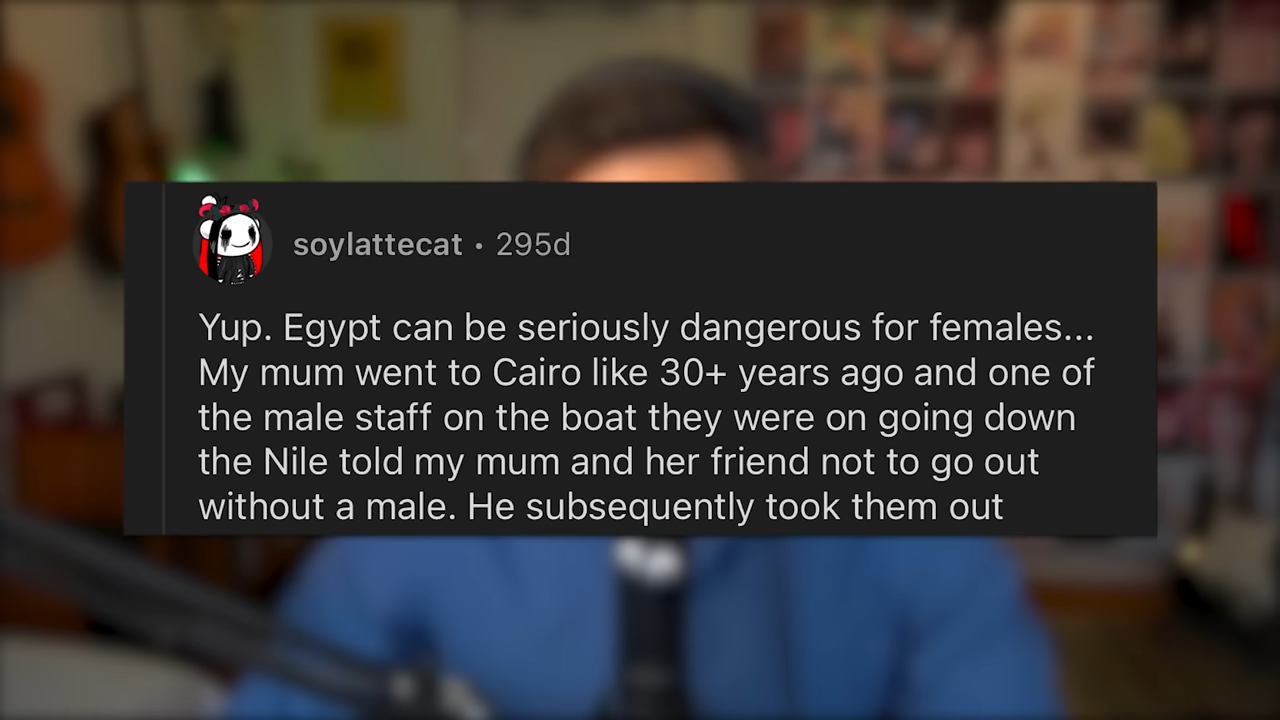 soylattecat • 295d
Yup. Egypt can be seriously dangerous for females...
My mum went to Cairo like 30+ years ago and one of
the male staff on the boat they were on going down
the Nile told my mum and her friend not to go out
without a male. He subsequently took them out